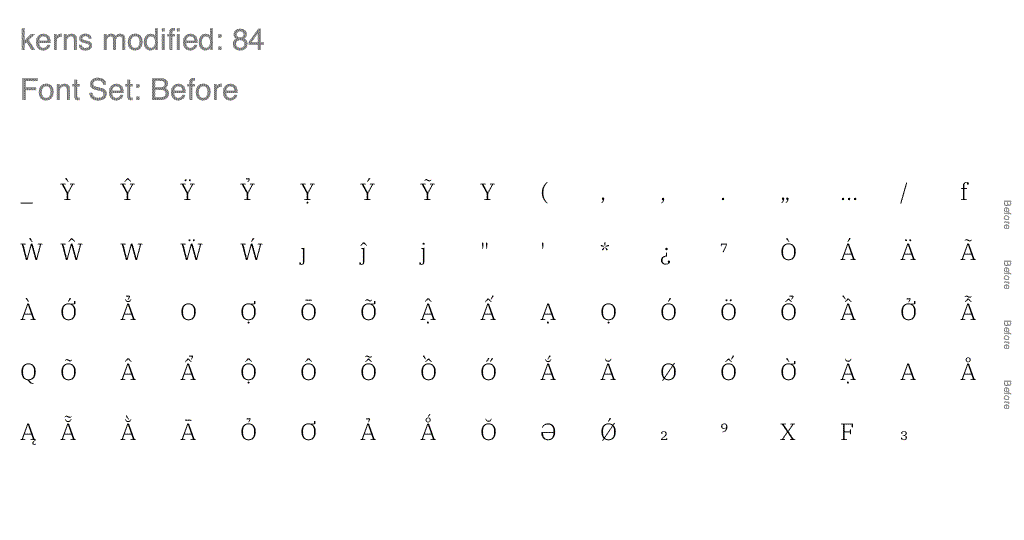 kerns modified: 84
Font Set: Before
_ Ỳ Ŷ Ÿ Ỷ Ỵ Ý Ỹ Y ( , , . „ … / f
Before
Ẁ Ŵ W Ẅ Ẃ ȷ ĵ j " ' * ¿ ⁷ Ò Á Ä Ã
Before
À Ớ Ẳ O Ợ Ō Ỡ Ậ Ấ Ạ Ọ Ó Ö Ổ Ầ Ở Ẫ
Before
Q Õ Â Ẩ Ộ Ô Ỗ Ồ Ő Ắ Ă Ø Ố Ờ Ặ A Å
Before
Ą Ẵ Ằ Ā Ỏ Ơ Ả Ǻ Ŏ Ə Ǿ ₂ ⁹ X F ₃